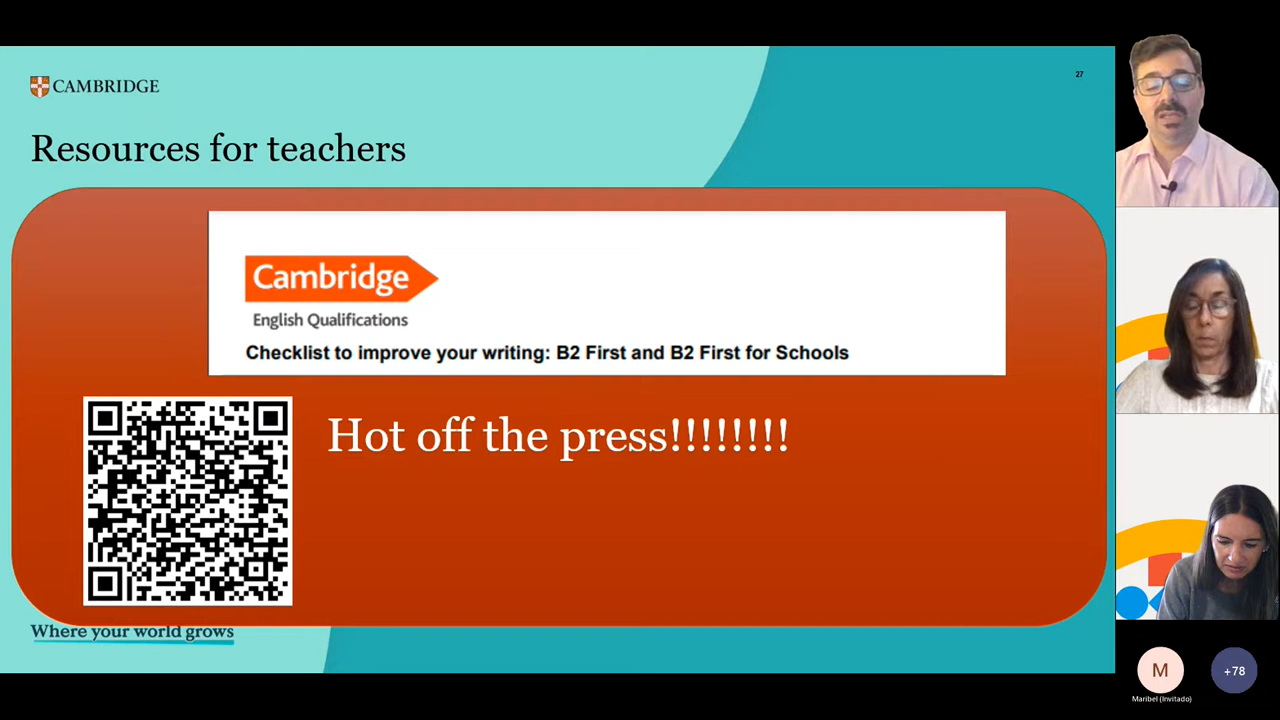 CAMBRIDGE
27
Resources for teachers
Cambridge
English Qualifications
Checklist to improve your writing: B2 First and B2 First for Schools
Hot off the press!!!!!!!!
Where your world grows
M
+78
Maribel (Invitado)